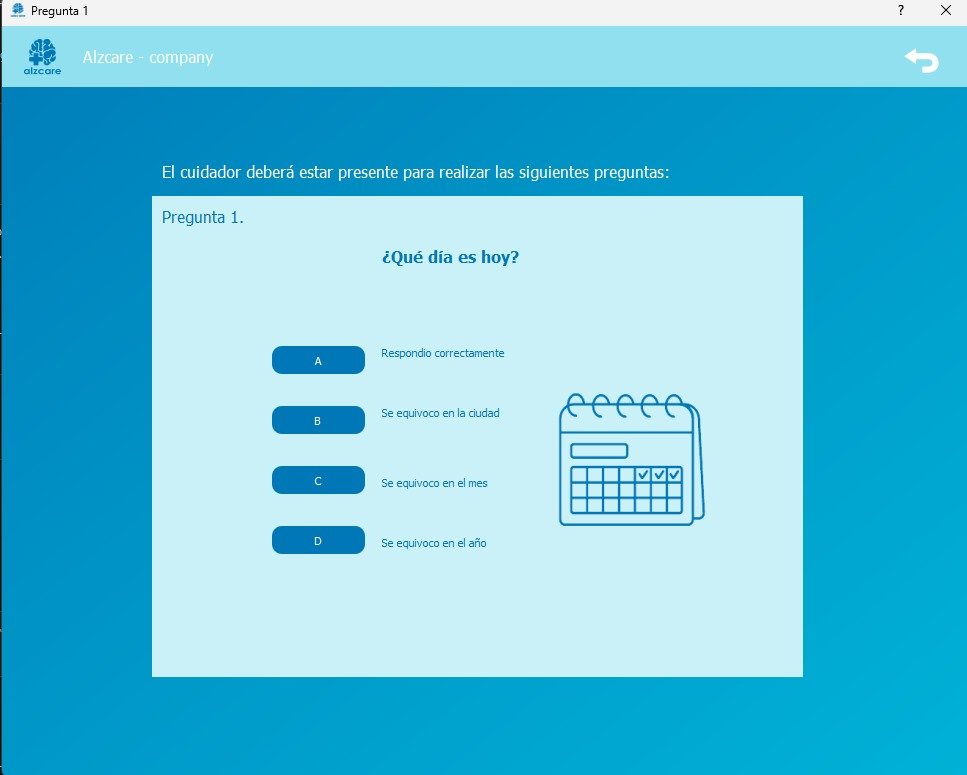 Pregunta 1
?
alzcare
Alzcare - company
El cuidador deberá estar presente para realizar las siguientes preguntas:
Pregunta 1.
¿Qué día es hoy?
A Respondio correctamente
B Se equivoco en la ciudad
C Se equivoco en el mes
D Se equivoco en el año